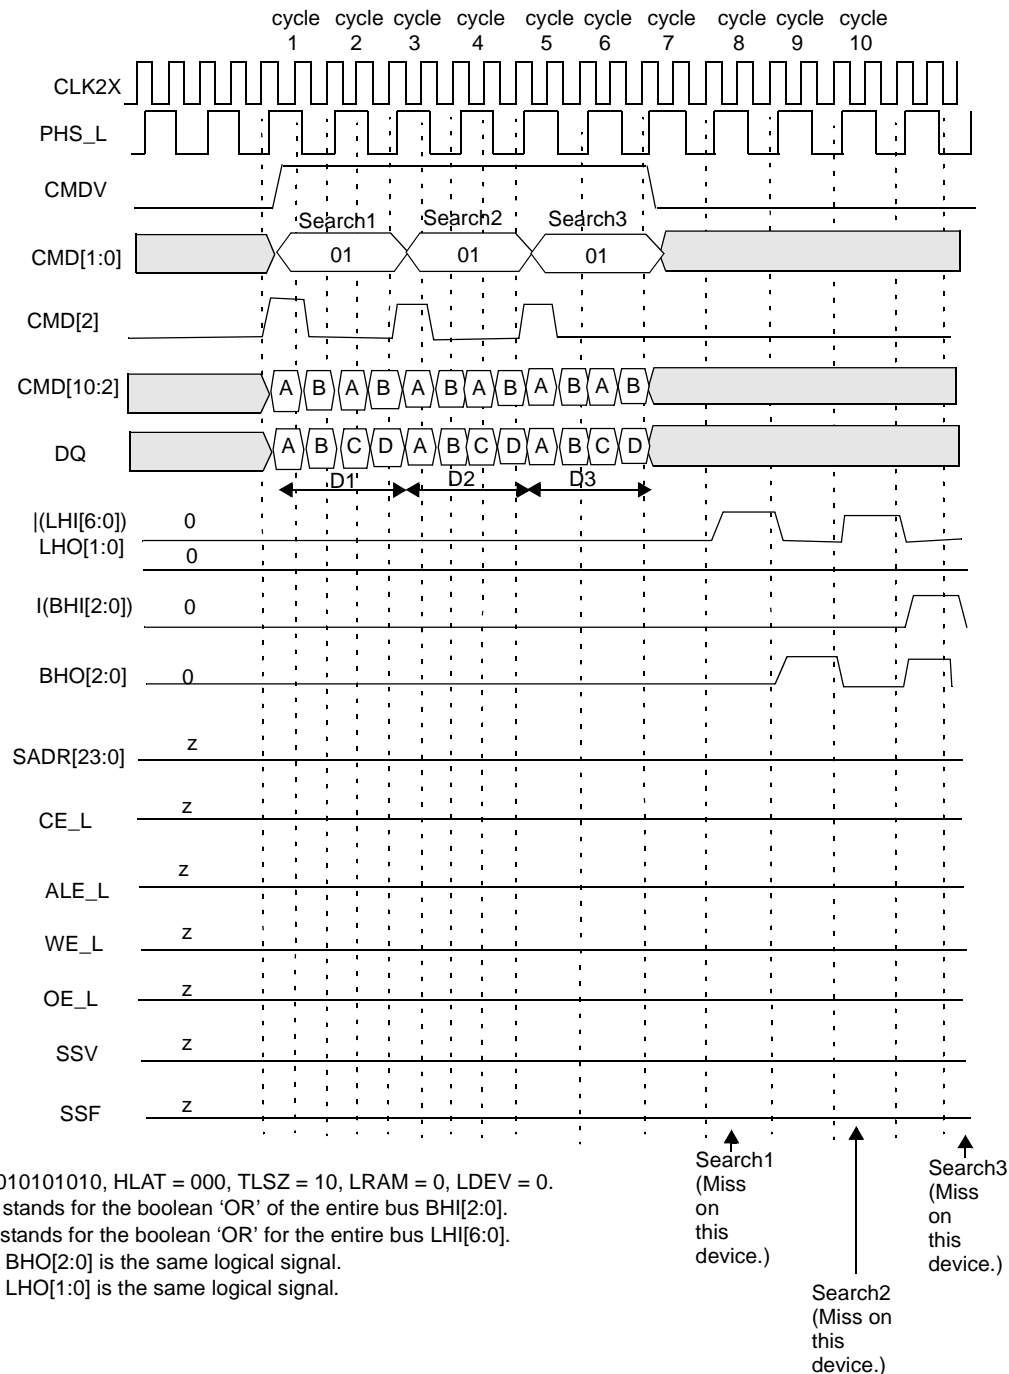 cycle cycle cycle cycle cycle cycle cycle cycle cycle cycle
1 2 3 4 5 6 7 8 9 10
CLK2X
PHS_L
CMDV
Search1 Search2 Search3
CMD[1:0] 01 01 01
CMD[2]
CMD[10:2] A B A B A B A B A B A B
DQ A B C D A B C D A B C D
D1 D2 D3
|(LHI[6:0]) 0
LHO[1:0] 0
I(BHI[2:0]) 0
BHO[2:0] 0
SADR[23:0] z
CE_L z
ALE_L z
WE_L z
OE_L z
SSV z
SSF z
Search1
(Miss
on
this
device.)
Search2
(Miss on
this
device.)
Search3
(Miss
on
this
device.)
010101010, HLAT = 000, TLSZ = 10, LRAM = 0, LDEV = 0.
stands for the boolean ‘OR’ of the entire bus BHI[2:0].
stands for the boolean ‘OR’ for the entire bus LHI[6:0].
BHO[2:0] is the same logical signal.
LHO[1:0] is the same logical signal.